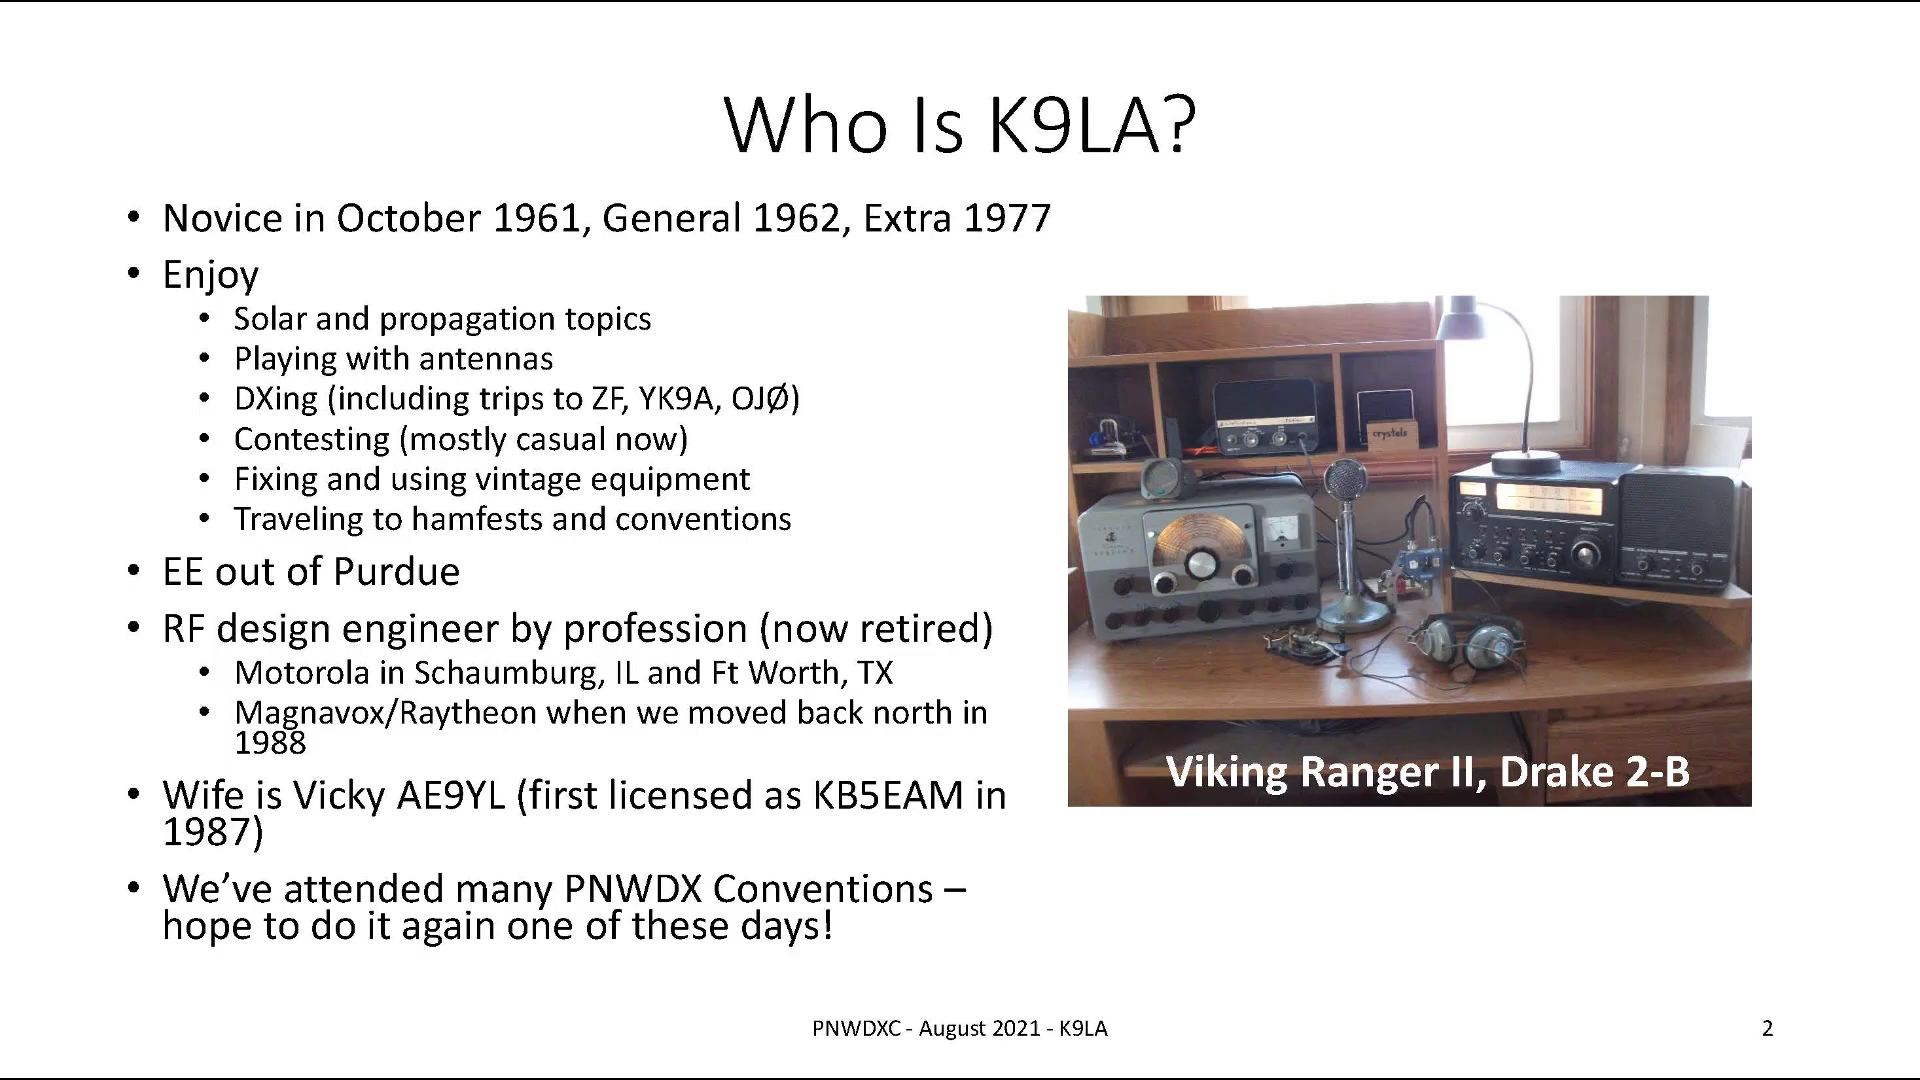 Who Is K9LA?
• Novice in October 1961, General 1962, Extra 1977
• Enjoy
• Solar and propagation topics
• Playing with antennas
• DXing (including trips to ZF, YK9A, OJØ)
• Contesting (mostly casual now)
• Fixing and using vintage equipment
• Traveling to hamfests and conventions
• EE out of Purdue
• RF design engineer by profession (now retired)
• Motorola in Schaumburg, IL and Ft Worth, TX
• Magnavox/Raytheon when we moved back north in
1988
• Wife is Vicky AE9YL (first licensed as KB5EAM in
1987)
• We’ve attended many PNWDX Conventions –
hope to do it again one of these days!
crystals
Viking Ranger II, Drake 2-B
PNWDXC - August 2021 - K9LA
2